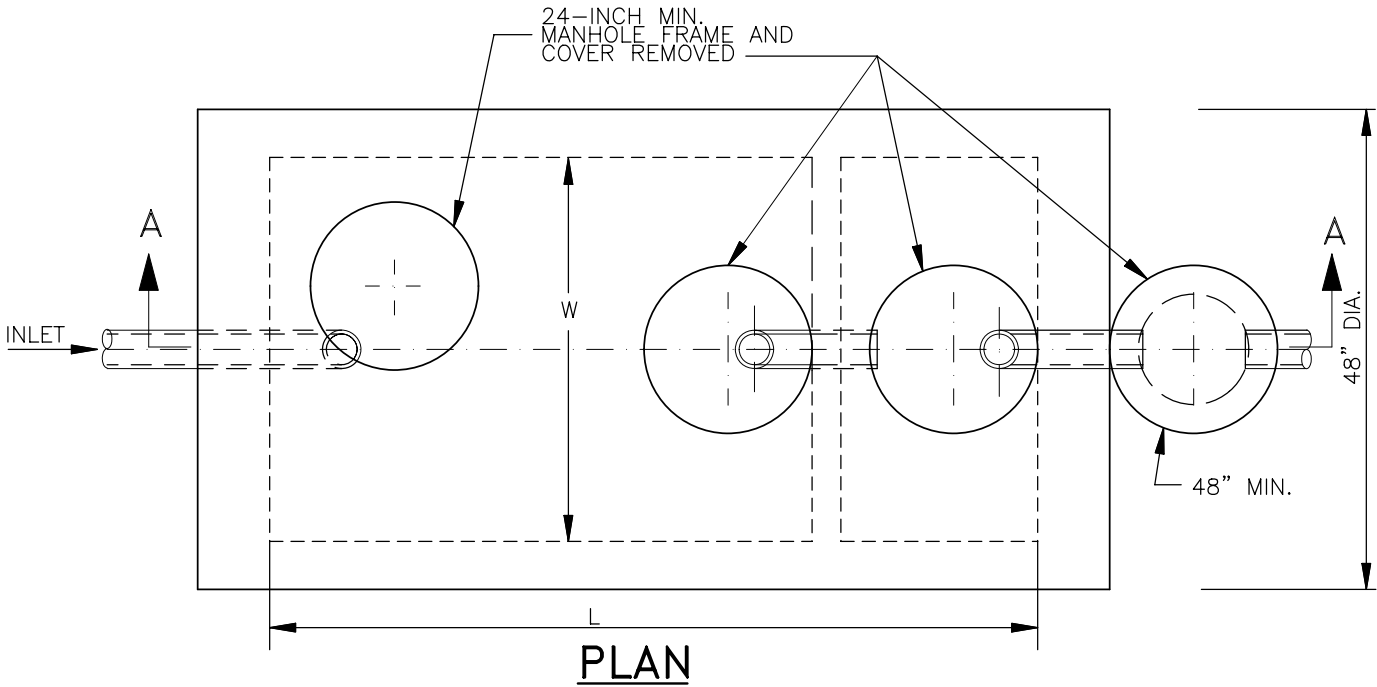 24-INCH MIN.
MANHOLE FRAME AND
COVER REMOVED
A
A
INLET
W
48" DIA.
48" MIN.
L
PLAN